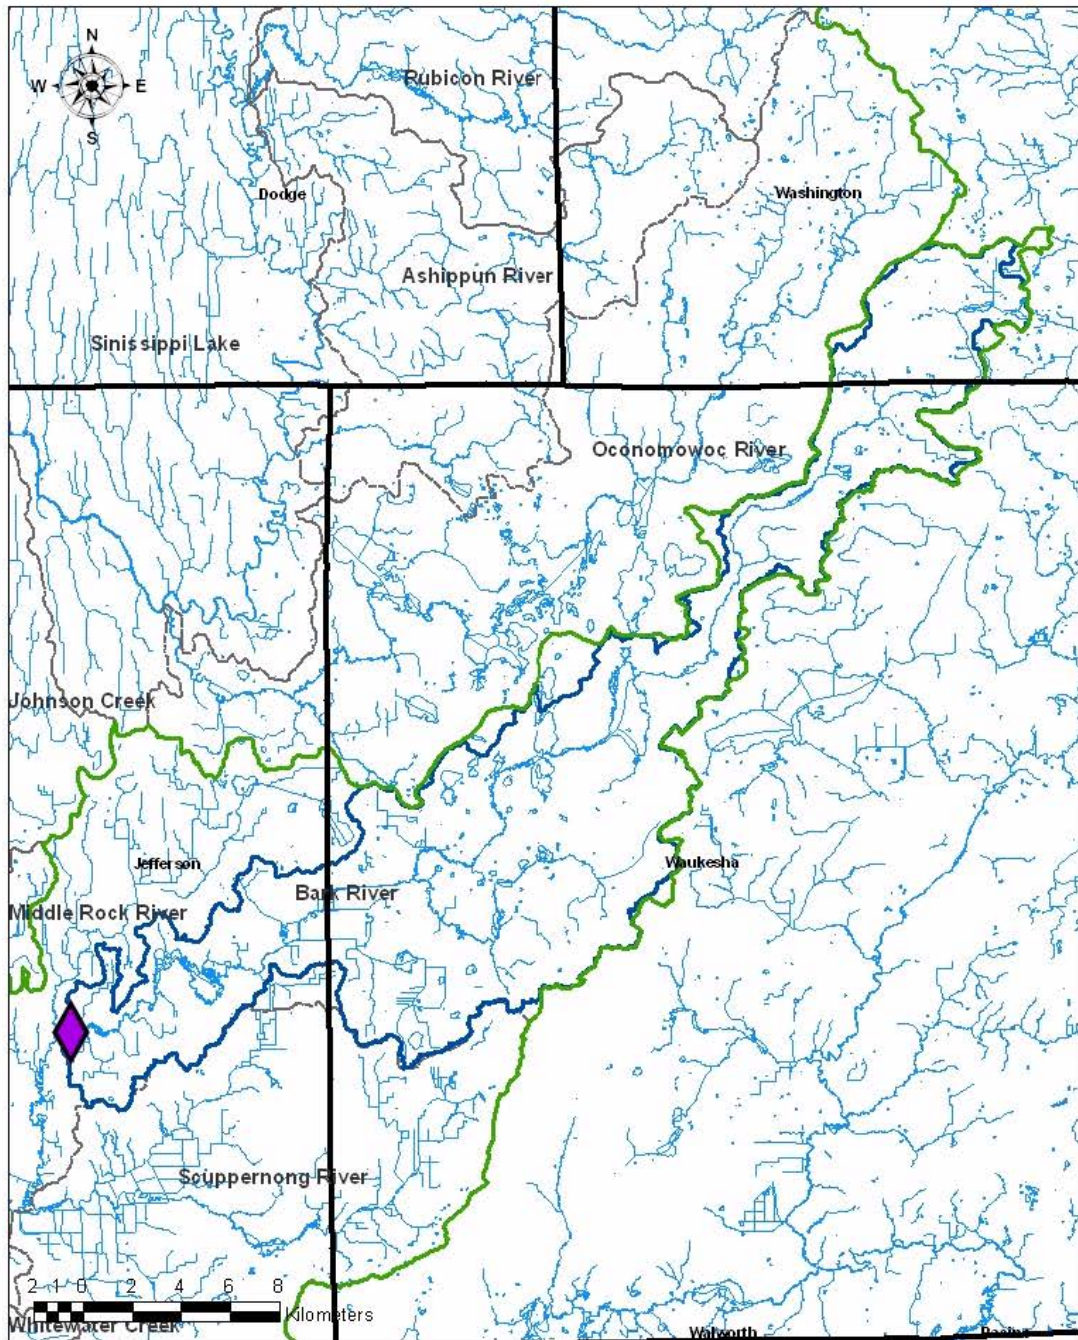 N
W E
S
Rubicon River
Dodge
Washington
Ashippun River
Sinissippi Lake
Oconomowoc River
Johnson Creek
Jefferson
Waukesha
Bark River
Middle Rock River
Scuppernong River
2 0 2 4 6 8
Kilometers
Whitewater Creek
Walworth
Racine